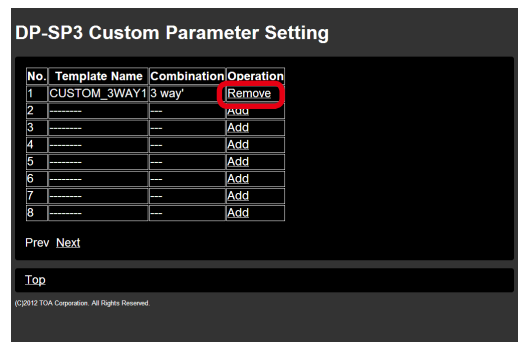 DP-SP3 Custom Parameter Setting
No. Template Name Combination Operation
1 CUSTOM_3WAY1 3 way' Remove
2 -------- --- Add
3 -------- --- Add
4 -------- --- Add
5 -------- --- Add
6 -------- --- Add
7 -------- --- Add
8 -------- --- Add
Prev Next
Top
(C)2012 TOA Corporation. All Rights Reserved.